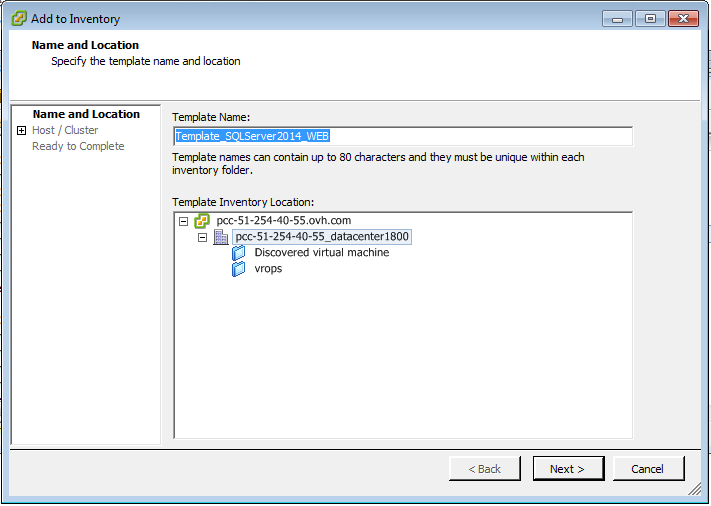 Add to Inventory
Name and Location
Specify the template name and location
Name and Location
Host / Cluster
Ready to Complete
Template Name:
Template_SQLServer2014_WEB
Template names can contain up to 80 characters and they must be unique within each
inventory folder.
Template Inventory Location:
pcc-51-254-40-55.ovh.com
pcc-51-254-40-55_datacenter1800
Discovered virtual machine
vrops
< Back
Next >
Cancel